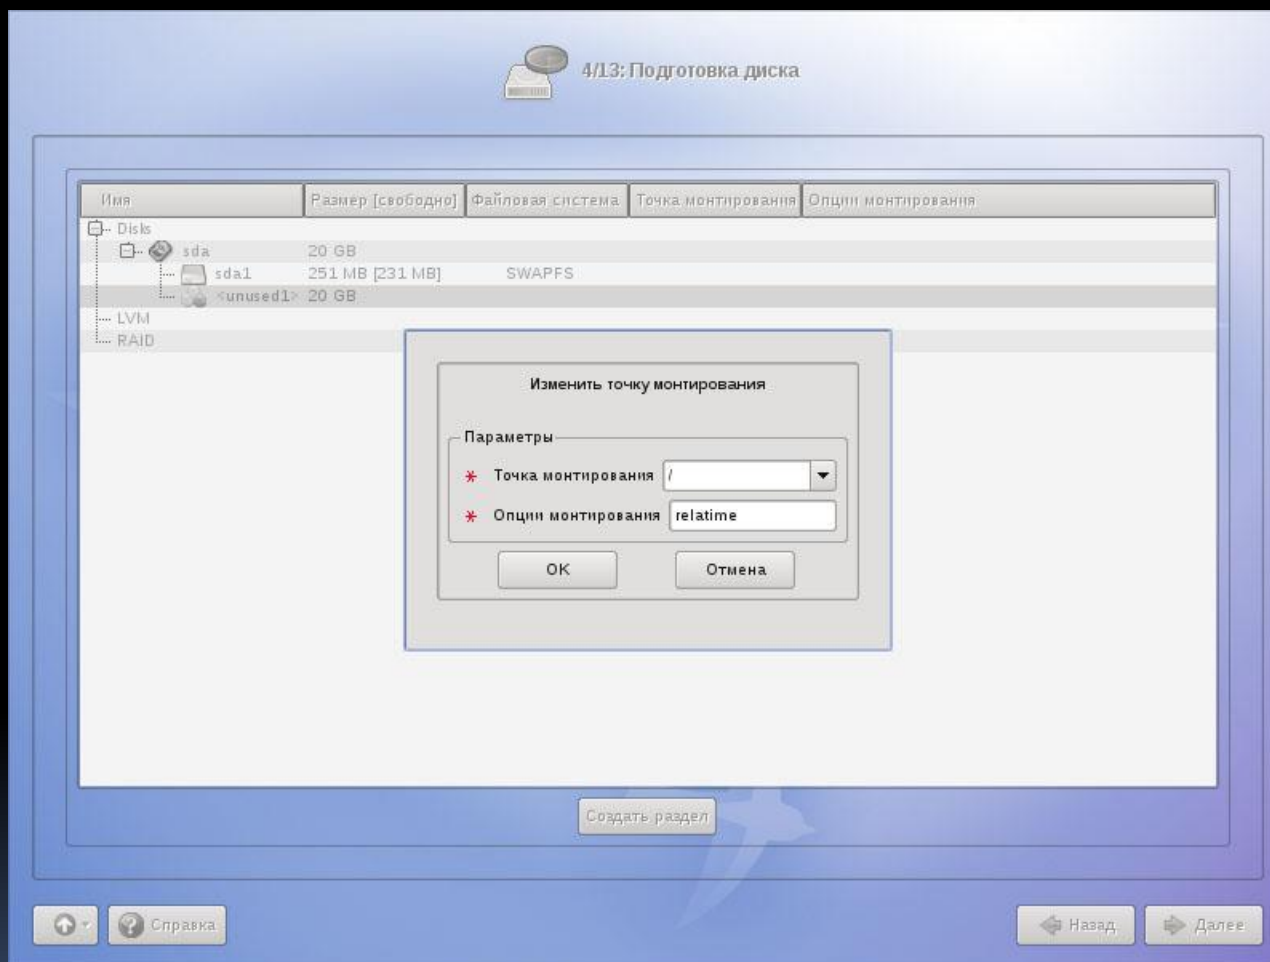 4/13: Подготовка диска
Имя Размер [свободно] Файловая система Точка монтирования Опции монтирования
Disks
sda 20 GB
sda1 251 MB [231 MB] SWAPFS
<unused1> 20 GB
LVM
RAID
Изменить точку монтирования
Параметры
* Точка монтирования /
* Опции монтирования relatime
OK Отмена
Создать раздел
Справка Назад Далее